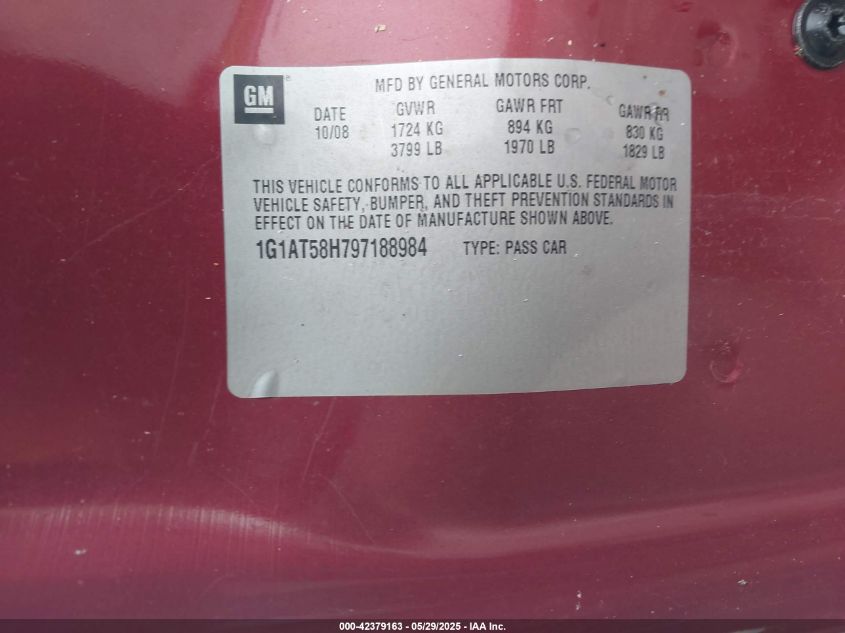 GM
MFD BY GENERAL MOTORS CORP.
DATE GVWR GAWR FRT GAWR RR
10/08 1724 KG 894 KG 830 KG
3799 LB 1970 LB 1829 LB
THIS VEHICLE CONFORMS TO ALL APPLICABLE U.S. FEDERAL MOTOR
VEHICLE SAFETY, BUMPER, AND THEFT PREVENTION STANDARDS IN
EFFECT ON THE DATE OF MANUFACTURE SHOWN ABOVE.
1G1AT58H797188984 TYPE: PASS CAR
000-42379163 - 05/29/2025 - IAA Inc.